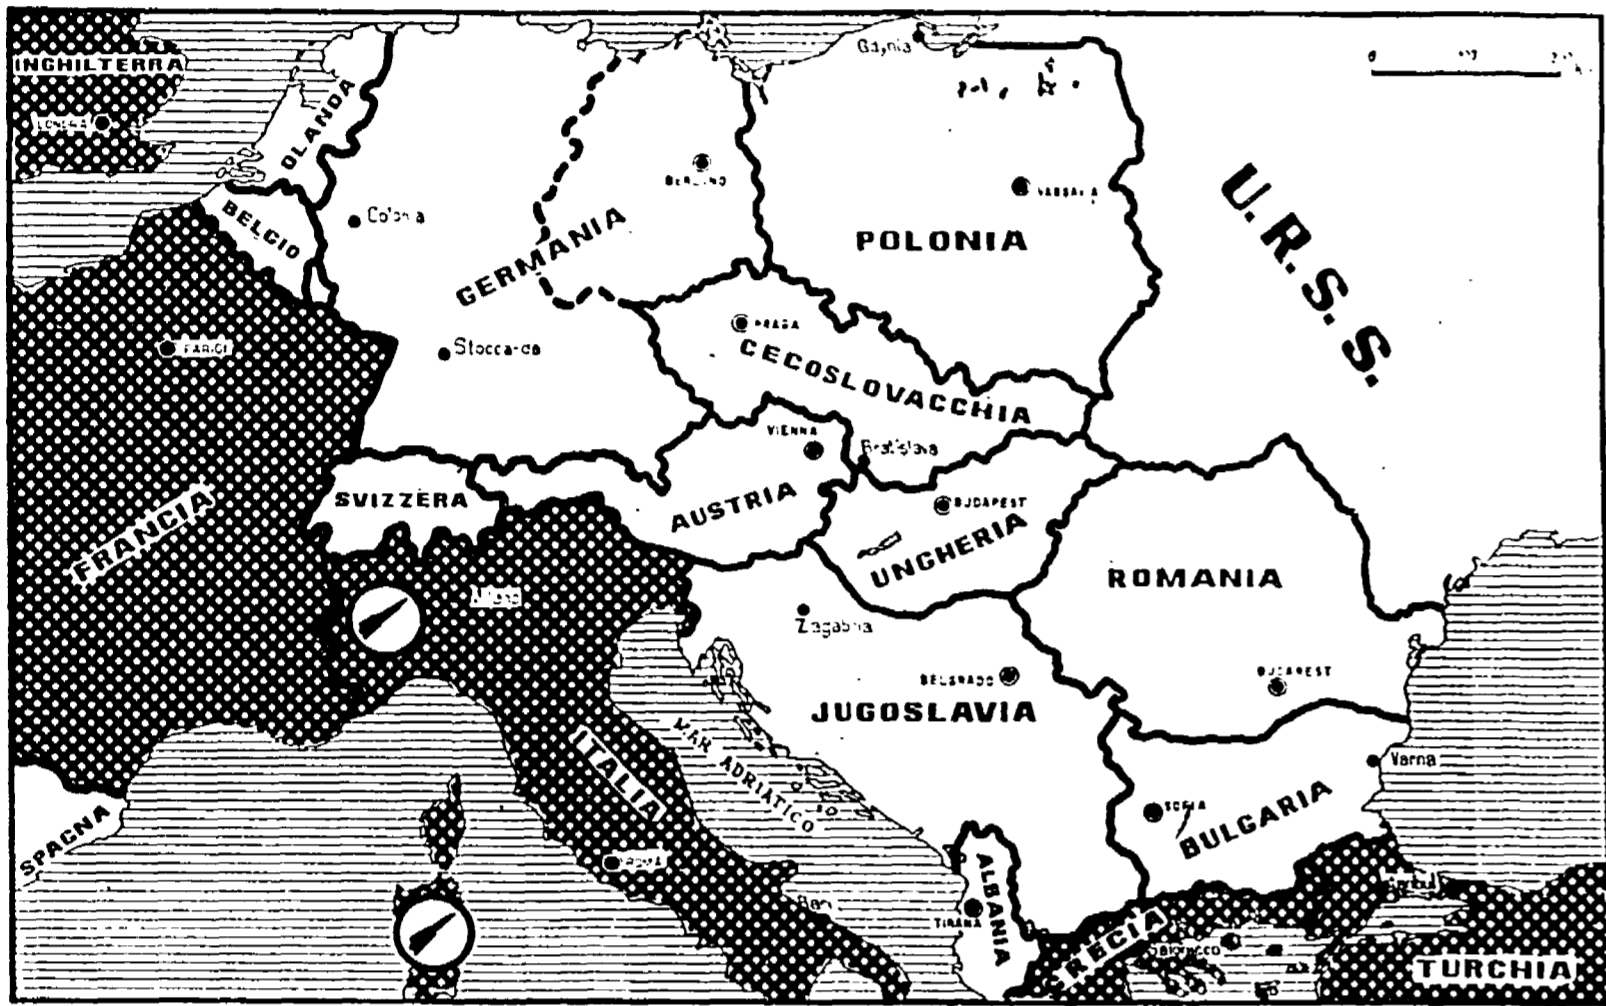 INGHILTERRA
LONDRA
OLANDA
BELGIO
Colonia
GERMANIA
BERLINO
Gdynia
VARSAVIA
POLONIA
U.R.S.S.
0
PARIGI
Stoccarda
PRAGA
CECOSLOVACCHIA
VIENNA
Bratislava
FRANCIA
SVIZZERA
AUSTRIA
BUDAPEST
UNGHERIA
ROMANIA
Milano
Zagabria
BELGRADO
BUCAREST
JUGOSLAVIA
ITALIA
MAR ADRIATICO
Varna
SOFIA
BULGARIA
SPAGNA
ROMA
Bari
ALBANIA
TIRANA
GRECIA
TURCHIA